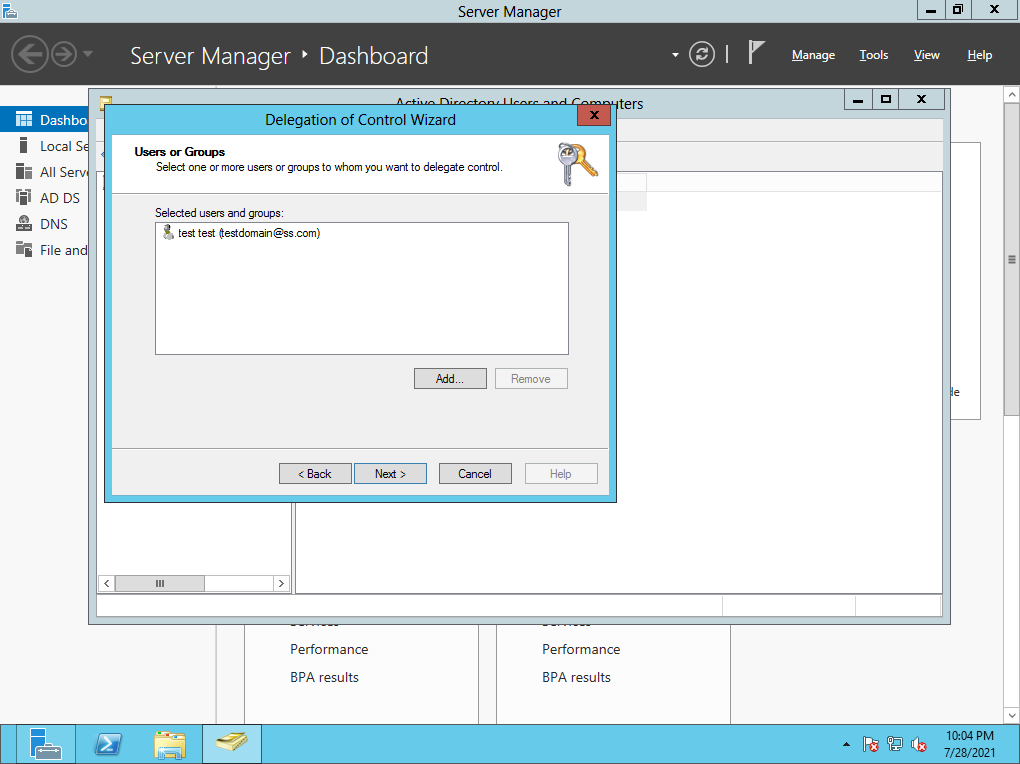 Server Manager
Server Manager
Dashboard
Manage
Tools
View
Help
Active Directory Users and Computers
Delegation of Control Wizard
Users or Groups
Select one or more users or groups to whom you want to delegate control.
Selected users and groups:
test test (testdomain@ss.com)
Add...
Remove
< Back
Next >
Cancel
Help
Dashbo
Local Se
All Serve
AD DS
DNS
File and
de
Services
Services
Performance
Performance
BPA results
BPA results
10:04 PM
7/28/2021